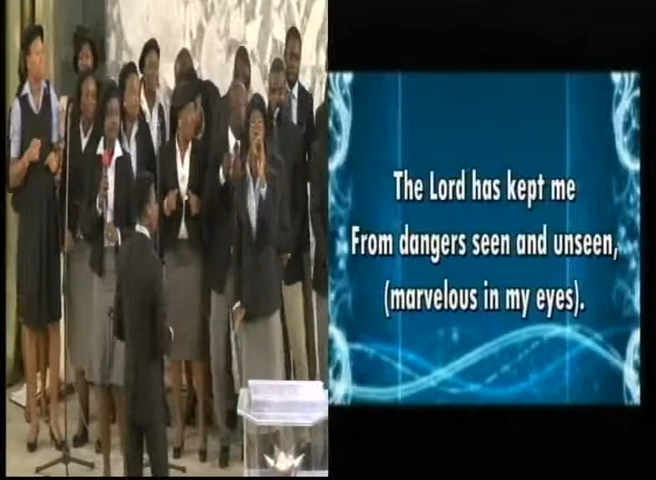 The Lord has kept me
From dangers seen and unseen,
(marvelous in my eyes).